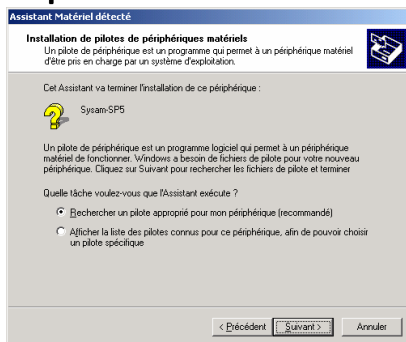 Assistant Matériel détecté
Installation de pilotes de périphériques matériels
Un pilote de périphérique est un programme qui permet à un périphérique matériel
d'être pris en charge par un système d'exploitation.
Cet Assistant va terminer l'installation de ce périphérique :
Sysam-SP5
Un pilote de périphérique est un programme logiciel qui permet à un périphérique
matériel de fonctionner. Windows a besoin de fichiers de pilote pour votre nouveau
périphérique. Cliquez sur Suivant pour rechercher les fichiers de pilote et terminer
Quelle tâche voulez-vous que l'Assistant exécute ?
Rechercher un pilote approprié pour mon périphérique (recommandé)
Afficher la liste des pilotes connus pour ce périphérique, afin de pouvoir choisir
un pilote spécifique
< Précédent
Suivant >
Annuler